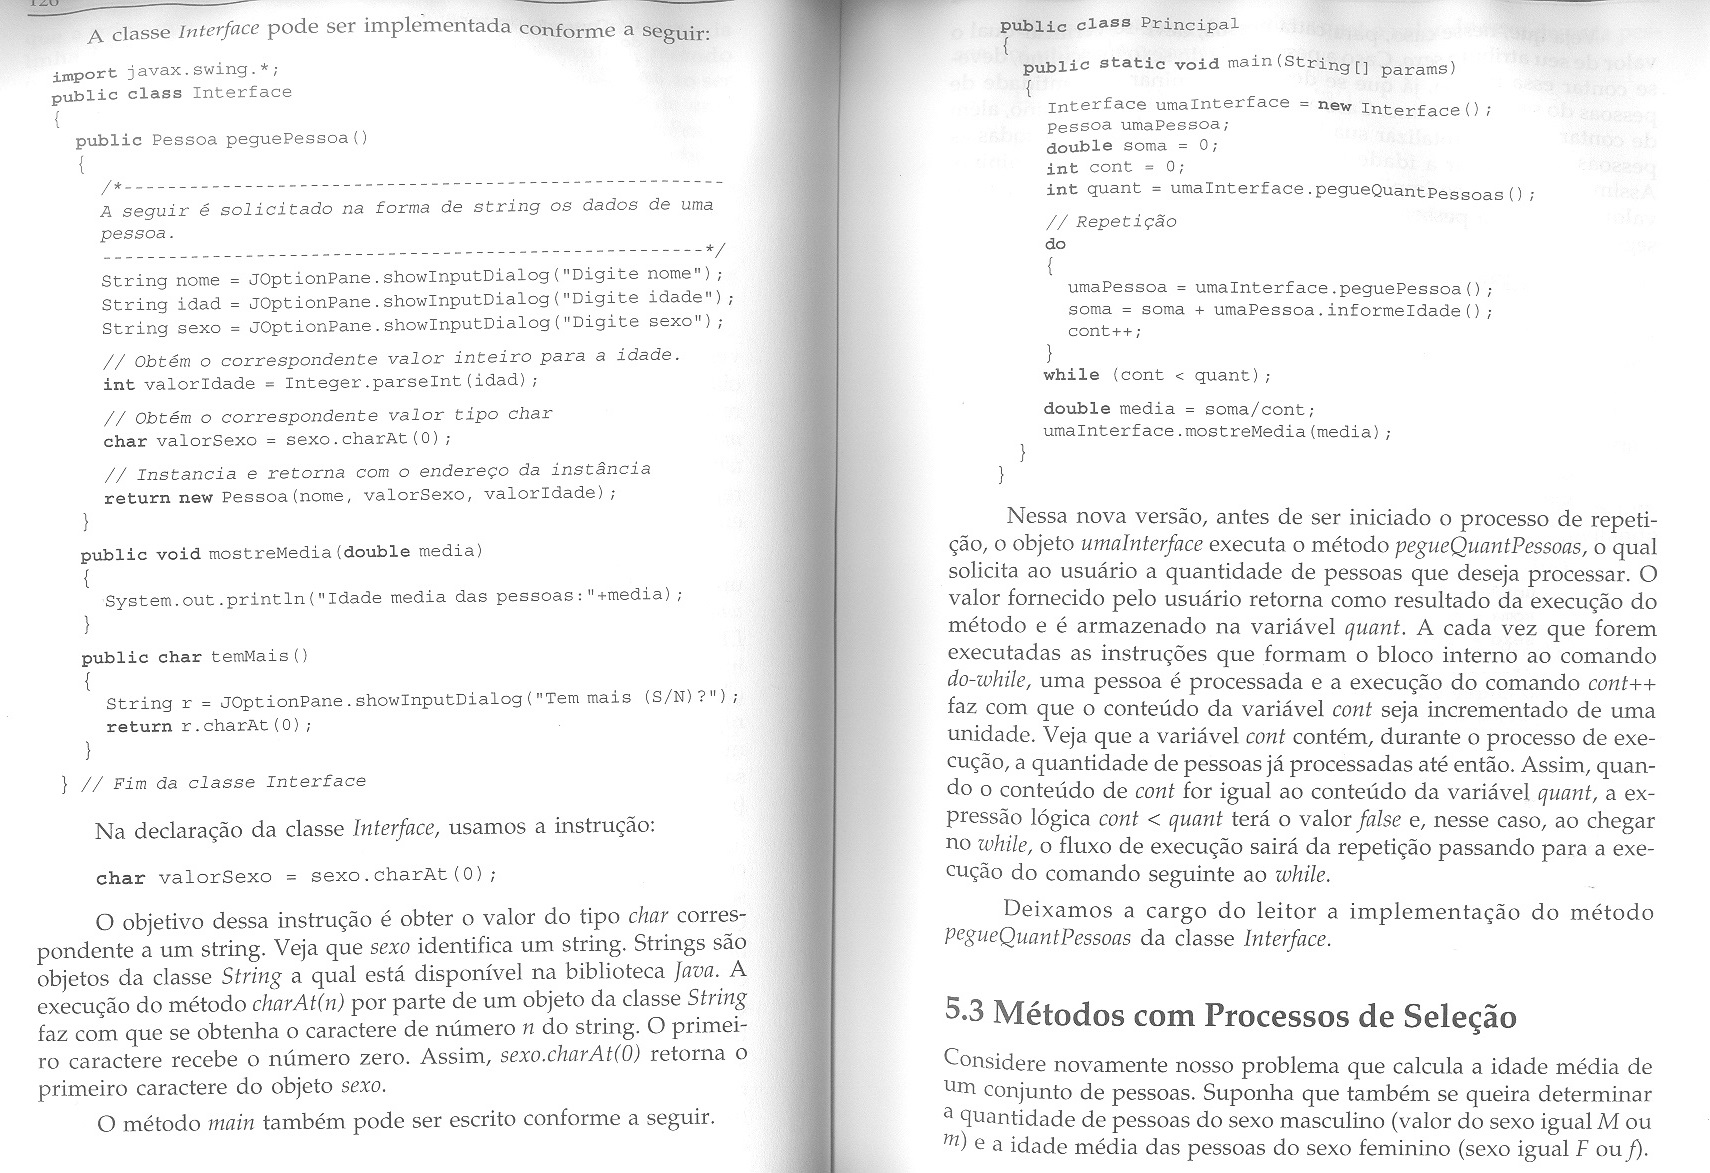 126
A classe Interface pode ser implementada conforme a seguir:
import javax.swing.*;
public class Interface
{
public Pessoa peguePessoa()
{
/*-------------------------------------------------------
A seguir é solicitado na forma de string os dados de uma
pessoa.
-------------------------------------------------------*/
String nome = JOptionPane.showInputDialog("Digite nome");
String idad = JOptionPane.showInputDialog("Digite idade");
String sexo = JOptionPane.showInputDialog("Digite sexo");
// Obtém o correspondente valor inteiro para a idade.
int valorIdade = Integer.parseInt(idad);
// Obtém o correspondente valor tipo char
char valorSexo = sexo.charAt(0);
// Instancia e retorna com o endereço da instância
return new Pessoa(nome, valorSexo, valorIdade);
}
public void mostreMedia(double media)
{
System.out.println("Idade media das pessoas:"+media);
}
public char temMais()
{
String r = JOptionPane.showInputDialog("Tem mais (S/N)?");
return r.charAt(0);
}
} // Fim da classe Interface
Na declaração da classe Interface, usamos a instrução:
char valorSexo = sexo.charAt(0);
O objetivo dessa instrução é obter o valor do tipo char corres-
pondente a um string. Veja que sexo identifica um string. Strings são
objetos da classe String a qual está disponível na biblioteca Java. A
execução do método charAt(n) por parte de um objeto da classe String
faz com que se obtenha o caractere de número n do string. O primei-
ro caractere recebe o número zero. Assim, sexo.charAt(0) retorna o
primeiro caractere do objeto sexo.
O método main também pode ser escrito conforme a seguir.
public class Principal
{
public static void main(String[] params)
{
Interface umaInterface = new Interface();
Pessoa umaPessoa;
double soma = 0;
int cont = 0;
int quant = umaInterface.pegueQuantPessoas();
// Repetição
do
{
umaPessoa = umaInterface.peguePessoa();
soma = soma + umaPessoa.informeIdade();
cont++;
}
while (cont < quant);
double media = soma/cont;
umaInterface.mostreMedia(media);
}
}
Nessa nova versão, antes de ser iniciado o processo de repeti-
ção, o objeto umaInterface executa o método pegueQuantPessoas, o qual
solicita ao usuário a quantidade de pessoas que deseja processar. O
valor fornecido pelo usuário retorna como resultado da execução do
método e é armazenado na variável quant. A cada vez que forem
executadas as instruções que formam o bloco interno ao comando
do-while, uma pessoa é processada e a execução do comando cont++
faz com que o conteúdo da variável cont seja incrementado de uma
unidade. Veja que a variável cont contém, durante o processo de exe-
cução, a quantidade de pessoas já processadas até então. Assim, quan-
do o conteúdo de cont for igual ao conteúdo da variável quant, a ex-
pressão lógica cont < quant terá o valor false e, nesse caso, ao chegar
no while, o fluxo de execução sairá da repetição passando para a exe-
cução do comando seguinte ao while.
Deixamos a cargo do leitor a implementação do método
pegueQuantPessoas da classe Interface.
5.3 Métodos com Processos de Seleção
Considere novamente nosso problema que calcula a idade média de
um conjunto de pessoas. Suponha que também se queira determinar
a quantidade de pessoas do sexo masculino (valor do sexo igual M ou
m) e a idade média das pessoas do sexo feminino (sexo igual F ou f).